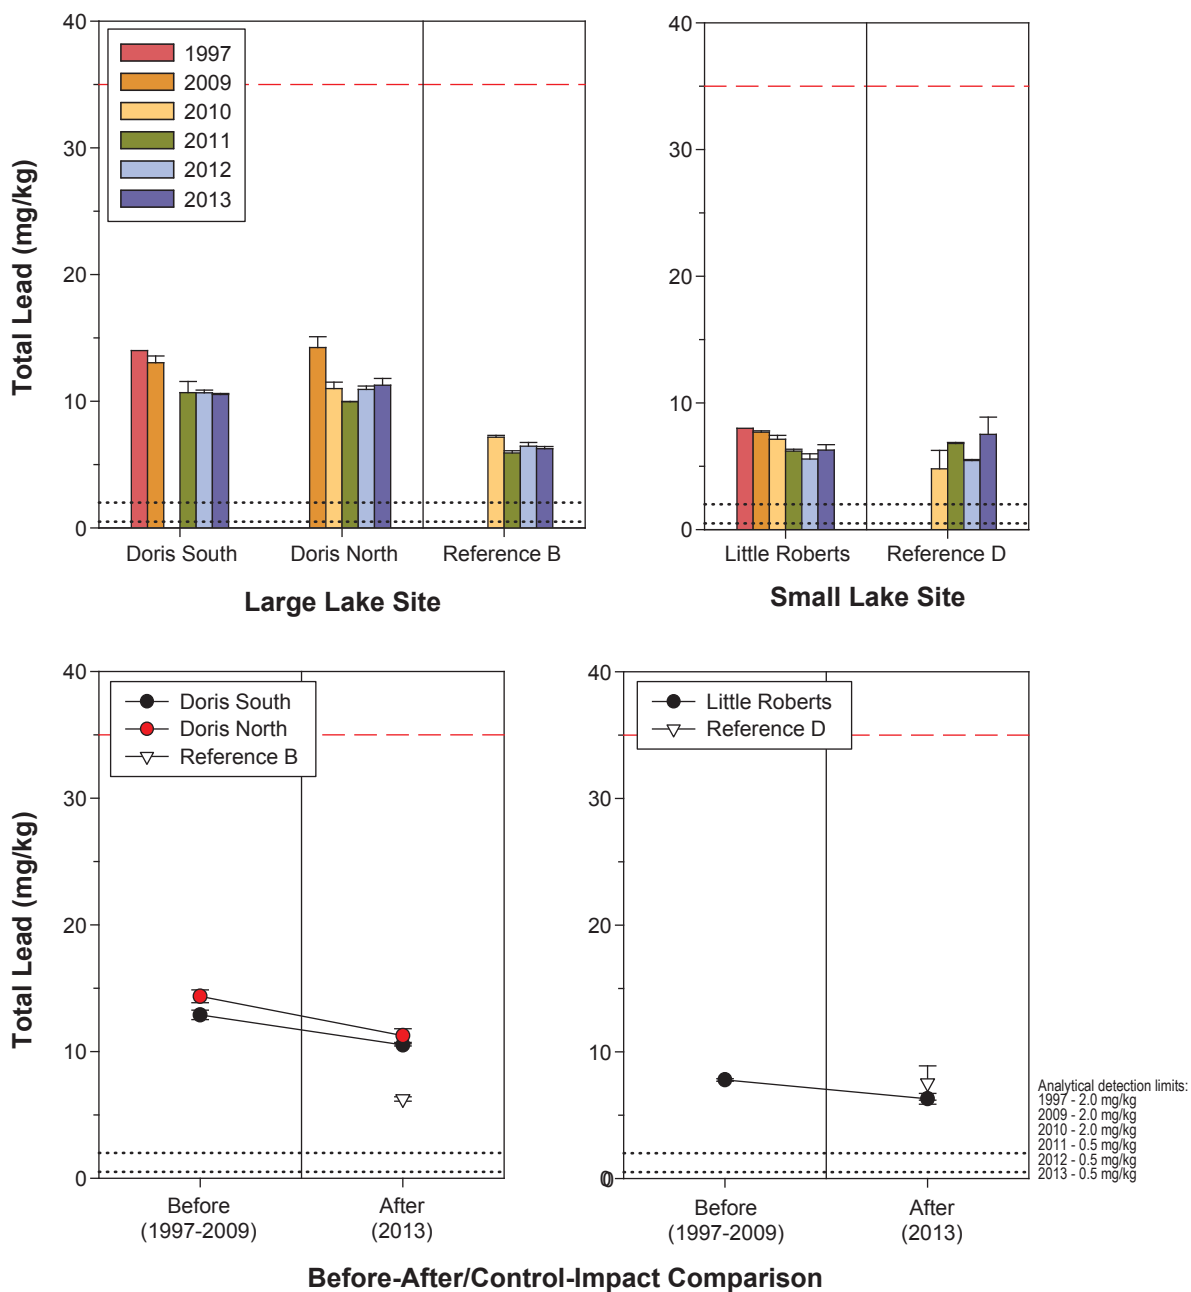 40
30
20
10
0
Total Lead (mg/kg)
1997
2009
2010
2011
2012
2013
Doris South
Doris North
Reference B
Large Lake Site
40
30
20
10
0
Little Roberts
Reference D
Small Lake Site
40
30
20
10
0
Total Lead (mg/kg)
Doris South
Doris North
Reference B
Before
(1997-2009)
After
(2013)
40
30
20
10
0
Little Roberts
Reference D
Before
(1997-2009)
After
(2013)
Analytical detection limits:
1997 - 2.0 mg/kg
2009 - 2.0 mg/kg
2010 - 2.0 mg/kg
2011 - 0.5 mg/kg
2012 - 0.5 mg/kg
2013 - 0.5 mg/kg
Before-After/Control-Impact Comparison